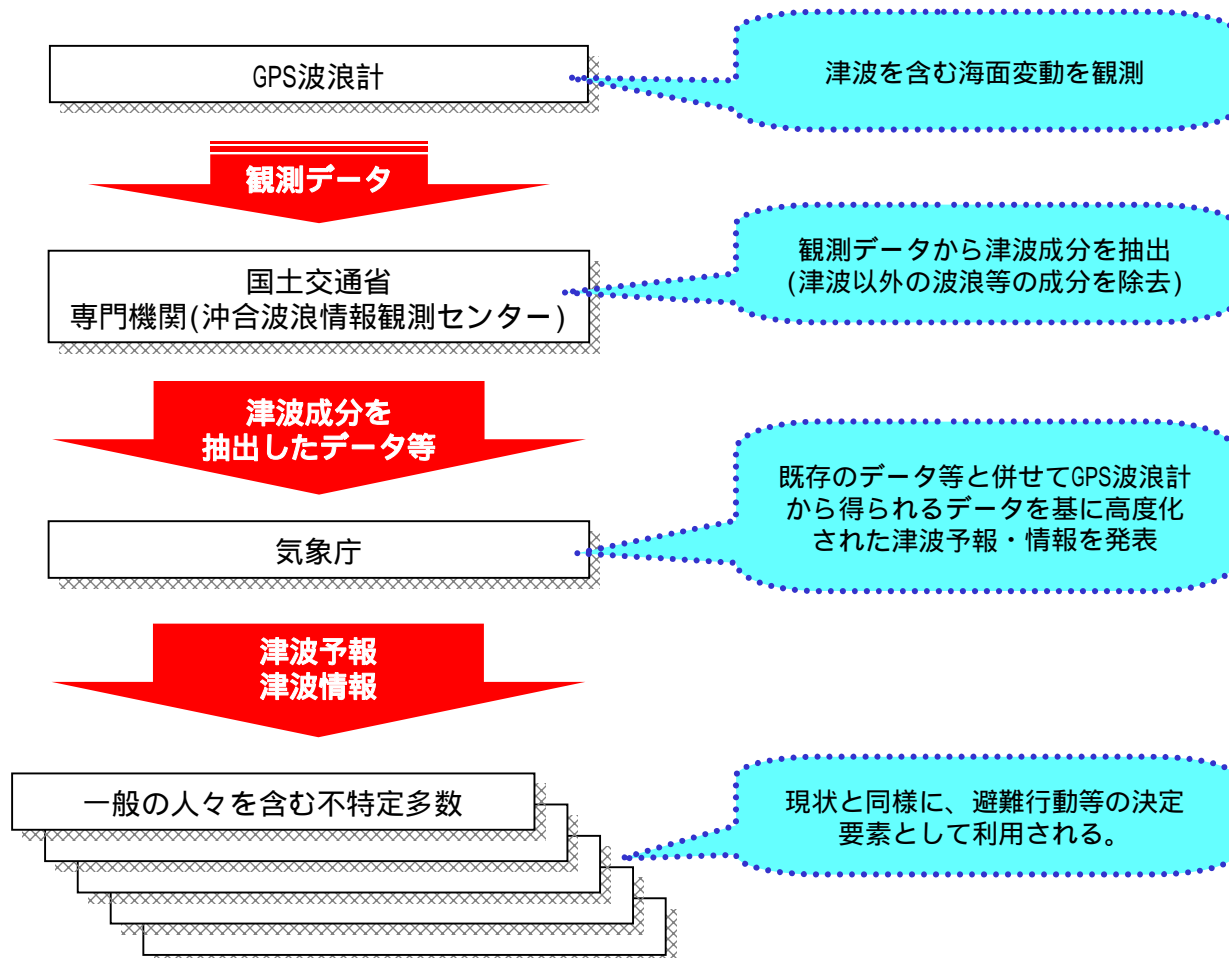 GPS波浪計
津波を含む海面変動を観測
観測データ
国土交通省
専門機関(沖合波浪情報観測センター)
観測データから津波成分を抽出
(津波以外の波浪等の成分を除去)
津波成分を
抽出したデータ等
気象庁
既存のデータ等と併せてGPS波浪計
から得られるデータを基に高度化
された津波予報・情報を発表
津波予報
津波情報
一般の人々を含む不特定多数
現状と同様に、避難行動等の決定
要素として利用される。